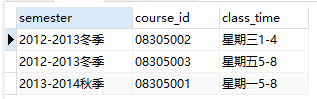 semester course_id class_time
2012-2013冬季 08305002 星期三1-4
2012-2013冬季 08305003 星期五5-8
2013-2014秋季 08305001 星期一5-8